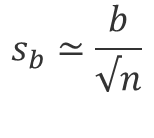 s_b ≃ b/√n